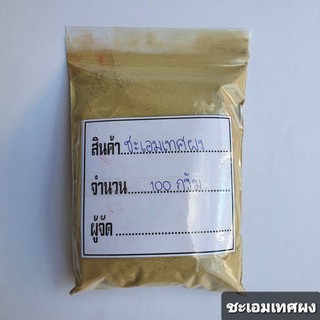 สินค้า ชะเอมเทศผง
จำนวน 100 กรัม
ผู้จัด
ชะเอมเทศผง